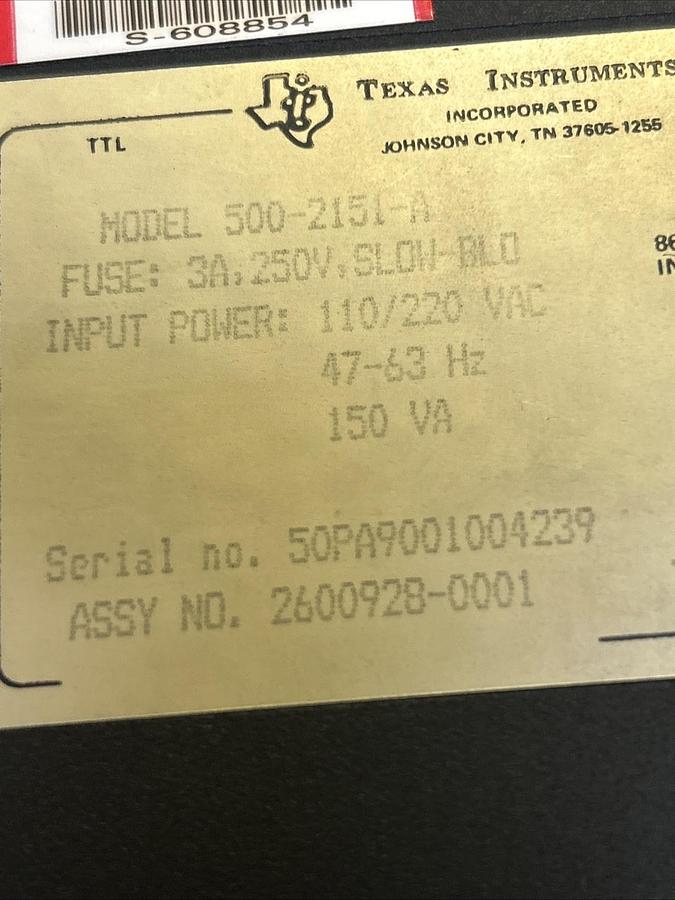 S-608854
TEXAS INSTRUMENTS
INCORPORATED
JOHNSON CITY, TN 37605-1255
TTL
MODEL 500-2151-A
FUSE: 3A,250V,SLOW-BLO
INPUT POWER: 110/220 VAC
47-63 Hz
150 VA
Serial no. 50PA9001004239
ASSY NO. 2600928-0001